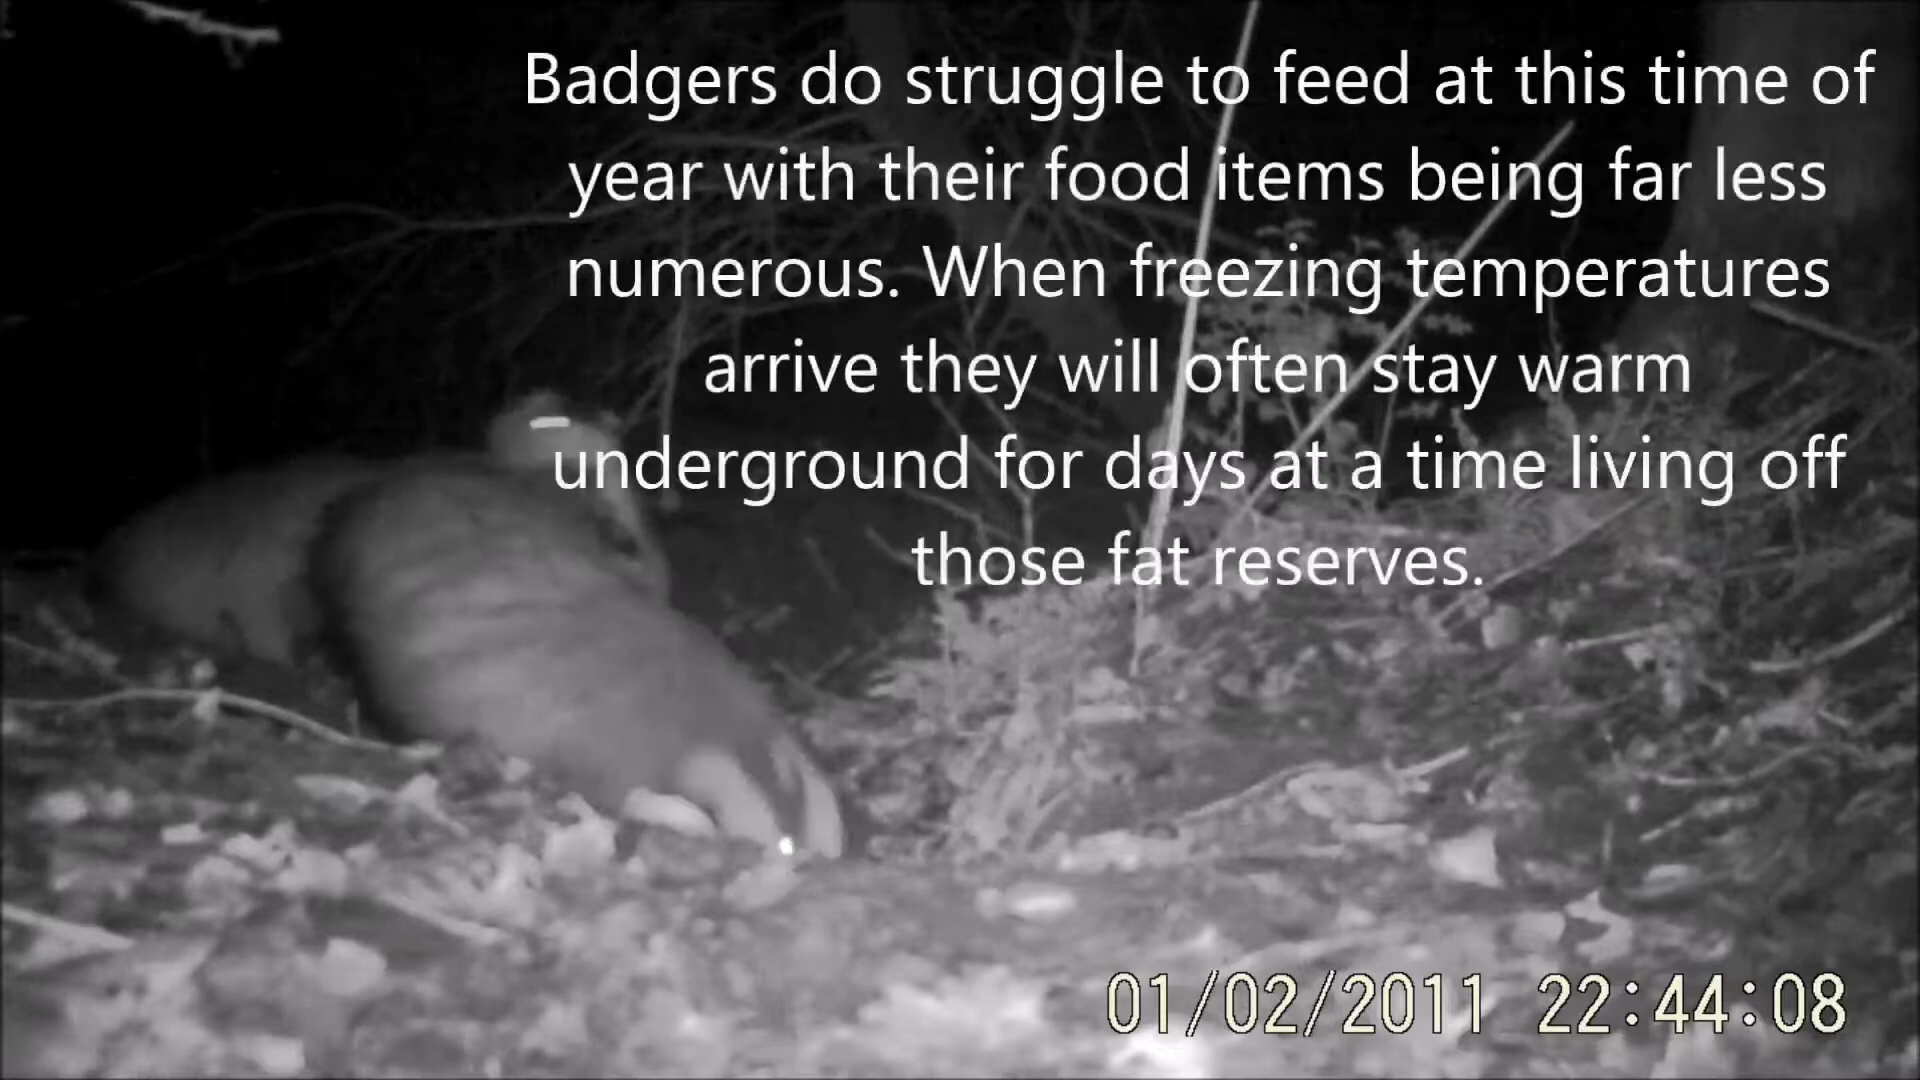 Badgers do struggle to feed at this time of
year with their food items being far less
numerous. When freezing temperatures
arrive they will often stay warm
underground for days at a time living off
those fat reserves.
01/02/2011 22:44:08